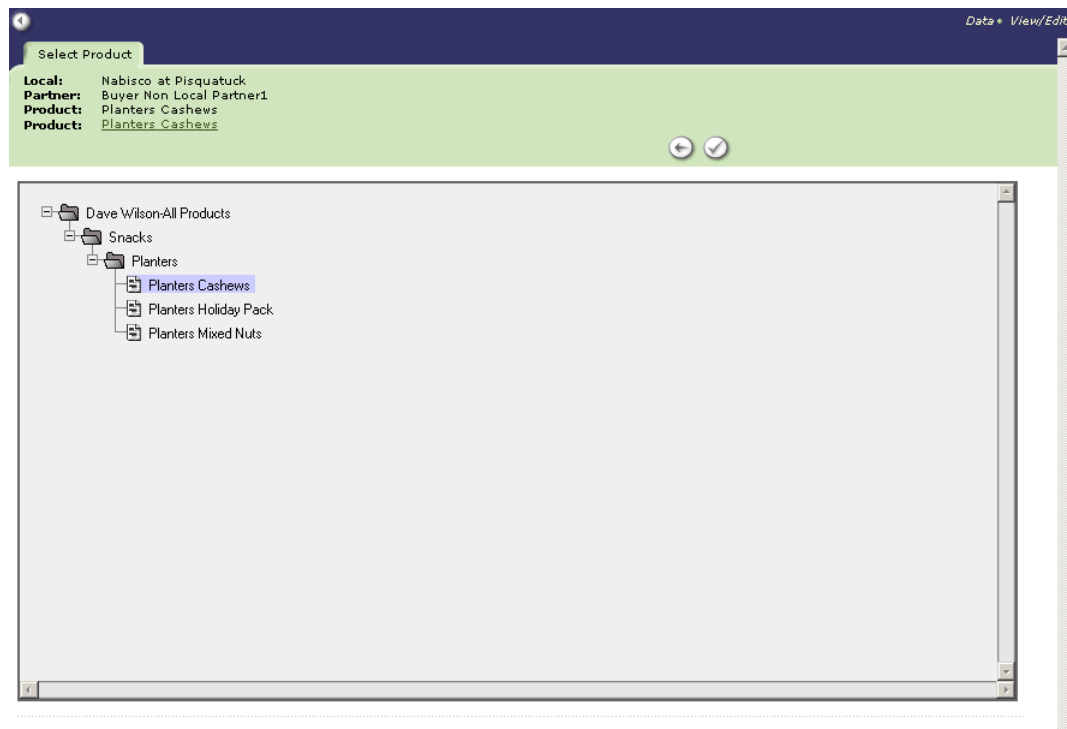 Data • View/Edit
Select Product
Local: Nabisco at Pisquatuck
Partner: Buyer Non Local Partner1
Product: Planters Cashews
Product: Planters Cashews
Dave Wilson-All Products
Snacks
Planters
Planters Cashews
Planters Holiday Pack
Planters Mixed Nuts